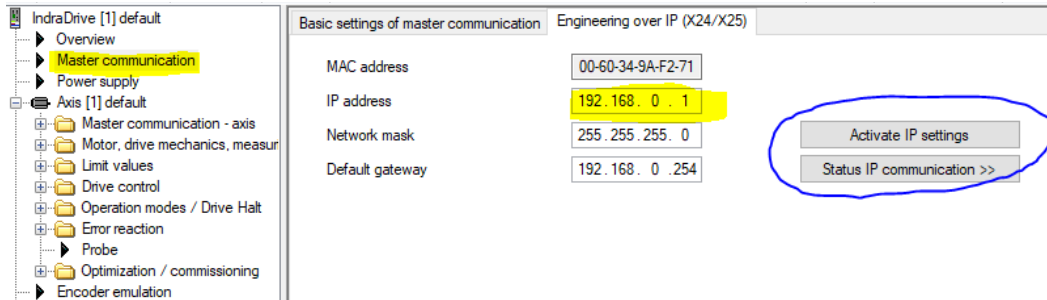 IndraDrive [1] default
Overview
Master communication
Power supply
Axis [1] default
Master communication - axis
Motor, drive mechanics, measur
Limit values
Drive control
Operation modes / Drive Halt
Error reaction
Probe
Optimization / commissioning
Encoder emulation
Basic settings of master communication
Engineering over IP (X24/X25)
MAC address 00-60-34-9A-F2-71
IP address 192.168. 0 . 1
Network mask 255.255.255. 0
Activate IP settings
Default gateway 192.168. 0 .254
Status IP communication >>